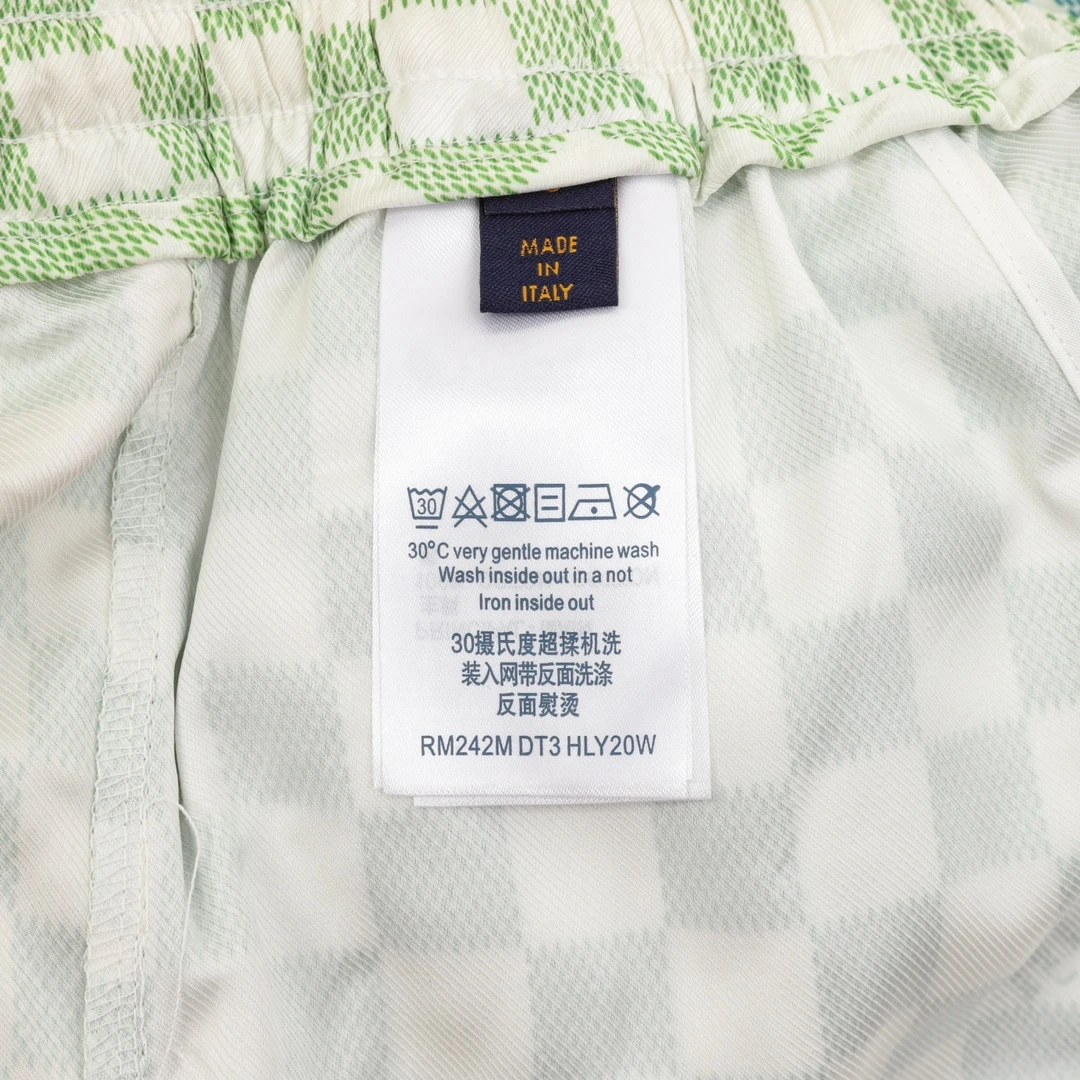 MADE
IN
ITALY
30
30°C very gentle machine wash
Wash inside out in a not
Iron inside out
30摄氏度超揉机洗
装入网带反面洗涤
反面熨烫
RM242M DT3 HLY20W